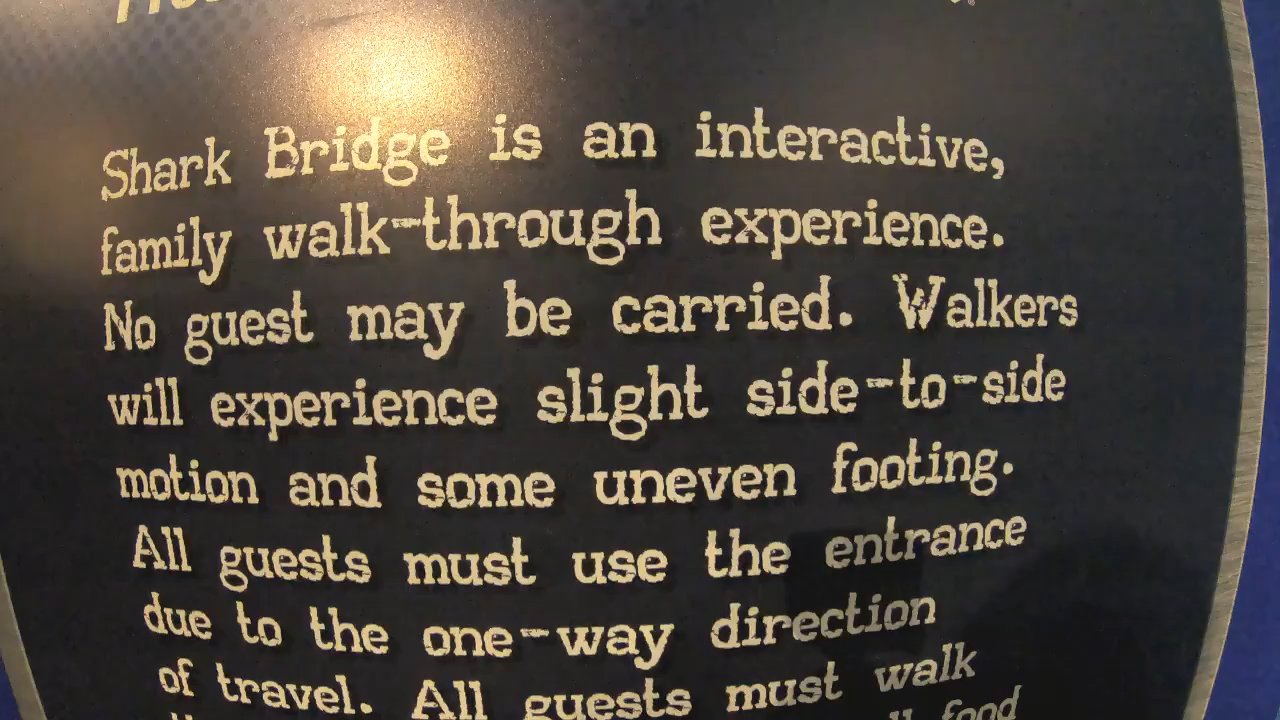 Shark Bridge is an interactive,
family walk-through experience.
No guest may be carried. Walkers
will experience slight side-to-side
motion and some uneven footing.
All guests must use the entrance
due to the one-way direction
of travel. All guests must walk
food